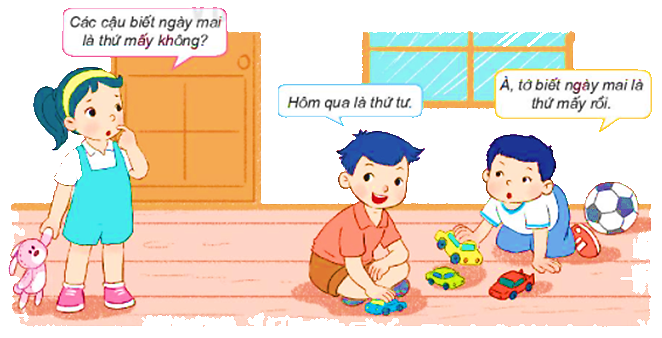 Các cậu biết ngày mai
là thứ mấy không?
Hôm qua là thứ tư.
À, tớ biết ngày mai là
thứ mấy rồi.